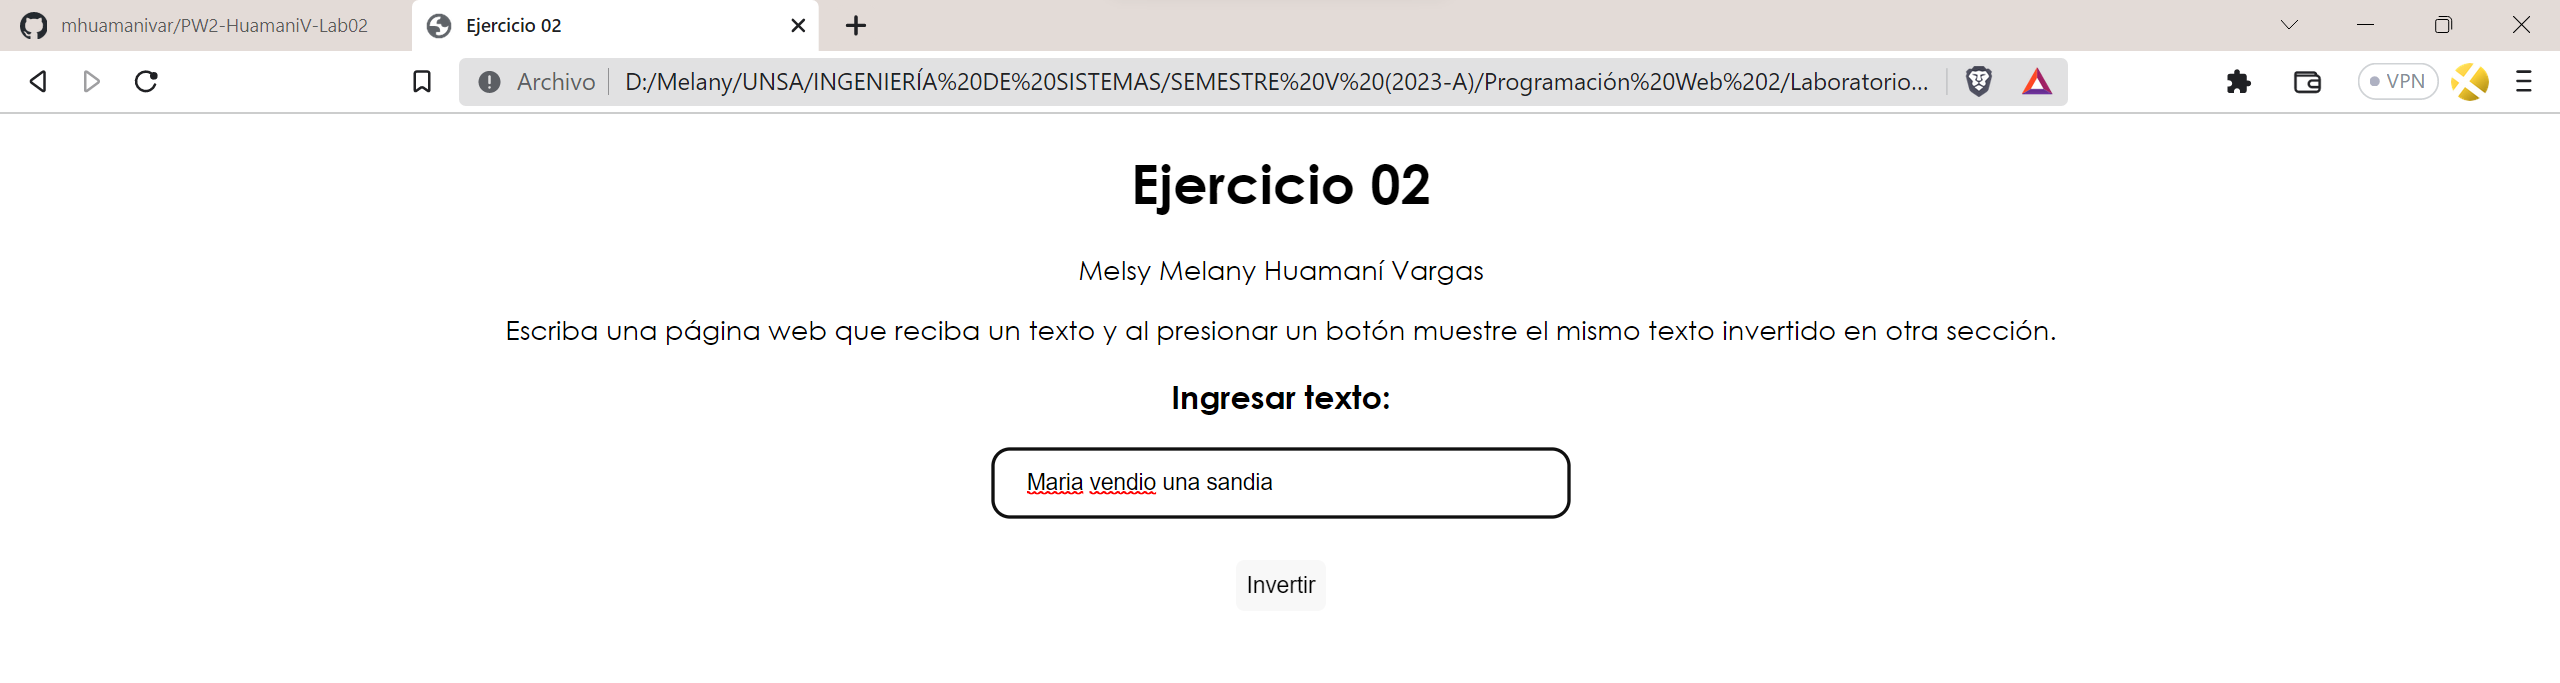 mhuamanivar/PW2-HuamaniV-Lab02
Ejercicio 02
Archivo
D:/Melany/UNSA/INGENIERÍA%20DE%20SISTEMAS/SEMESTRE%20V%20(2023-A)/Programación%20Web%202/Laboratorio...
VPN
Ejercicio 02
Melsy Melany Huamaní Vargas
Escriba una página web que reciba un texto y al presionar un botón muestre el mismo texto invertido en otra sección.
Ingresar texto:
Maria vendio una sandia
Invertir